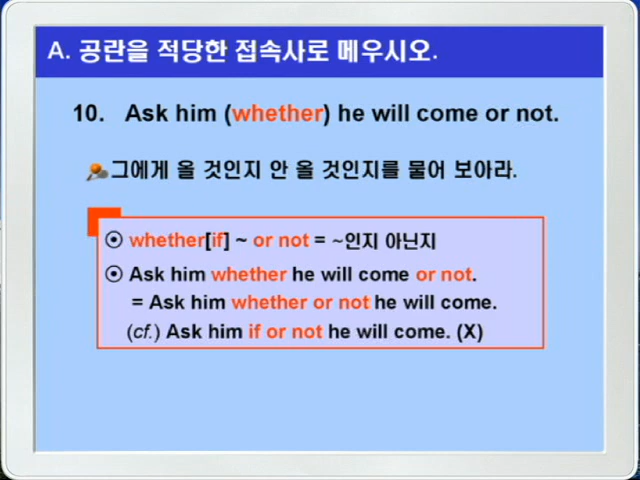 A. 공란을 적당한 접속사로 메우시오.
10. Ask him (whether) he will come or not.
그에게 올 것인지 안 올 것인지를 물어 보아라.
⊙ whether[if] ~ or not = ~인지 아닌지
⊙ Ask him whether he will come or not.
= Ask him whether or not he will come.
(cf.) Ask him if or not he will come. (X)